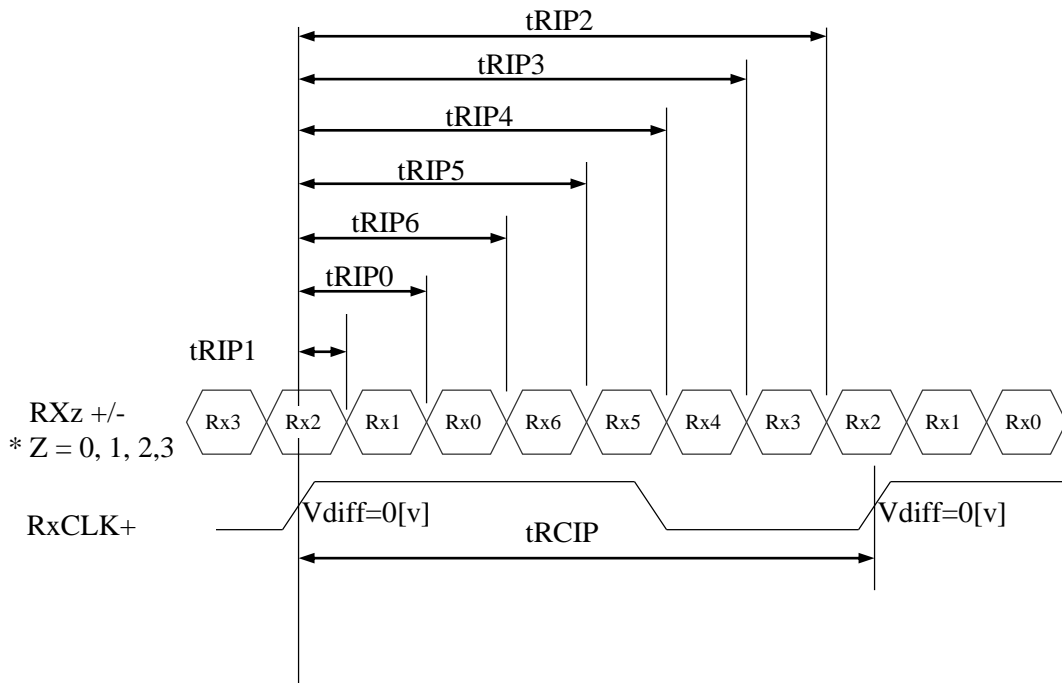 tRIP2
tRIP3
tRIP4
tRIP5
tRIP6
tRIP0
tRIP1
RXz +/-
* Z = 0, 1, 2,3
Rx3 Rx2 Rx1 Rx0 Rx6 Rx5 Rx4 Rx3 Rx2 Rx1 Rx0
RxCLK+
Vdiff=0[v] Vdiff=0[v]
tRCIP